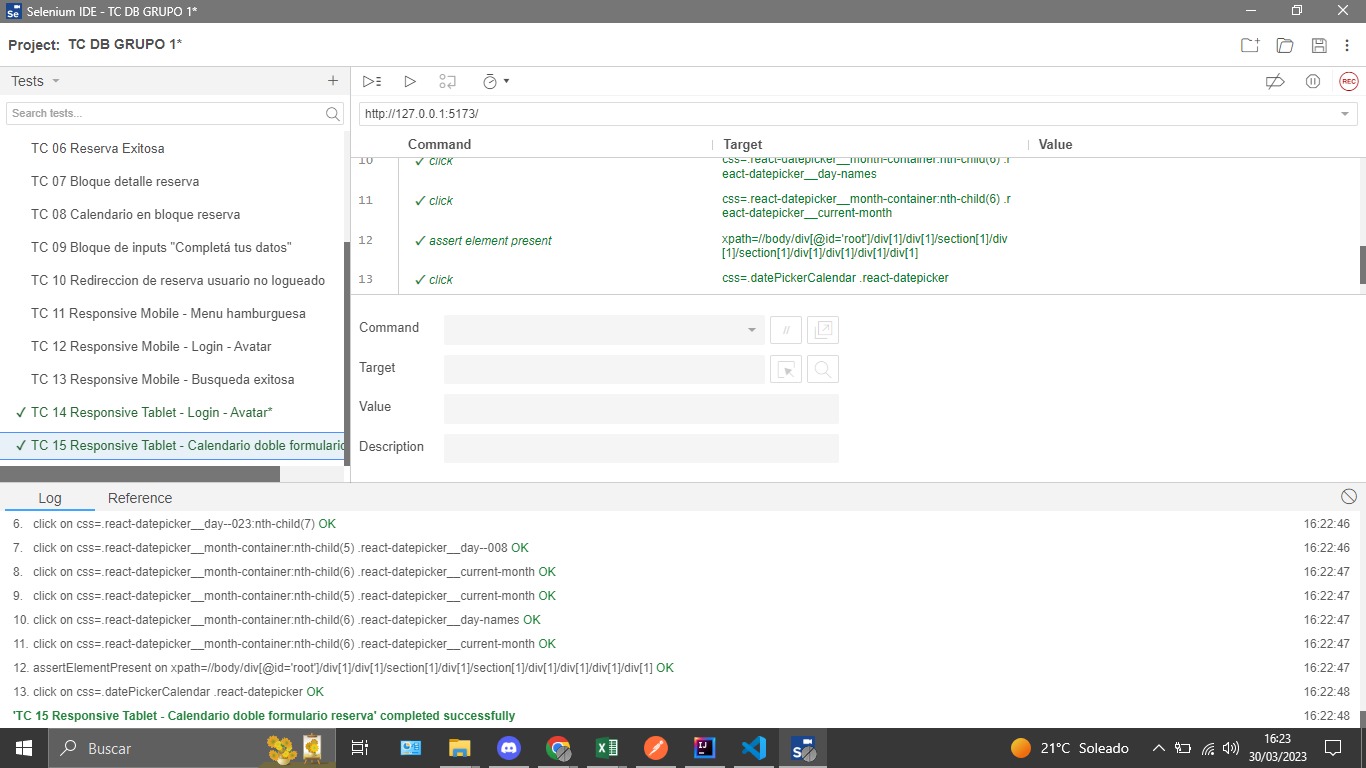 Selenium IDE - TC DB GRUPO 1*
Project: TC DB GRUPO 1*
Tests
Search tests...
TC 06 Reserva Exitosa
TC 07 Bloque detalle reserva
TC 08 Calendario en bloque reserva
TC 09 Bloque de inputs "Completá tus datos"
TC 10 Redireccion de reserva usuario no logueado
TC 11 Responsive Mobile - Menu hamburguesa
TC 12 Responsive Mobile - Login - Avatar
TC 13 Responsive Mobile - Busqueda exitosa
✓ TC 14 Responsive Tablet - Login - Avatar*
✓ TC 15 Responsive Tablet - Calendario doble formulario
REC
http://127.0.0.1:5173/
Command Target Value
10 ✓ click css=.react-datepicker__month-container:nth-child(6) .r
eact-datepicker__day-names
11 ✓ click css=.react-datepicker__month-container:nth-child(6) .r
eact-datepicker__current-month
12 ✓ assert element present xpath=//body/div[@id='root']/div[1]/div[1]/section[1]/div
[1]/section[1]/div[1]/div[1]/div[1]/div[1]
13 ✓ click css=.datePickerCalendar .react-datepicker
Command //
Target
Value
Description
Log Reference
6. click on css=.react-datepicker__day--023:nth-child(7) OK 16:22:46
7. click on css=.react-datepicker__month-container:nth-child(5) .react-datepicker__day--008 OK 16:22:46
8. click on css=.react-datepicker__month-container:nth-child(6) .react-datepicker__current-month OK 16:22:47
9. click on css=.react-datepicker__month-container:nth-child(5) .react-datepicker__current-month OK 16:22:47
10. click on css=.react-datepicker__month-container:nth-child(6) .react-datepicker__day-names OK 16:22:47
11. click on css=.react-datepicker__month-container:nth-child(6) .react-datepicker__current-month OK 16:22:47
12. assertElementPresent on xpath=//body/div[@id='root']/div[1]/div[1]/section[1]/div[1]/section[1]/div[1]/div[1]/div[1]/div[1] OK 16:22:47
13. click on css=.datePickerCalendar .react-datepicker OK 16:22:48
'TC 15 Responsive Tablet - Calendario doble formulario reserva' completed successfully 16:22:48
Buscar
21°C Soleado
16:23
30/03/2023